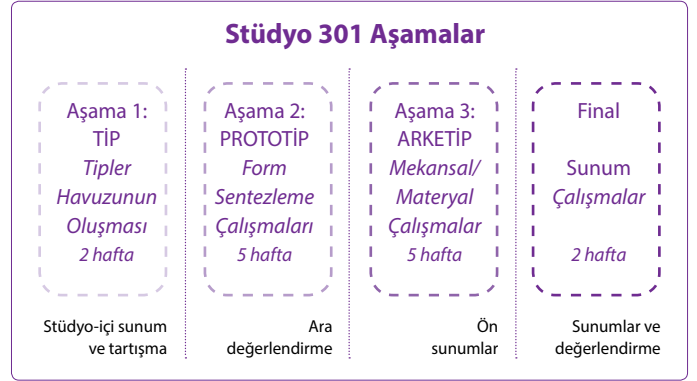 Stüdyo 301 Aşamalar
Aşama 1:
TİP
Tipler
Havuzunun
Oluşması
2 hafta
Stüdyo-içi sunum
ve tartışma
Aşama 2:
PROTOTİP
Form
Sentezleme
Çalışmaları
5 hafta
Ara
değerlendirme
Aşama 3:
ARKETİP
Mekansal/
Materyal
Çalışmalar
5 hafta
Ön
sunumlar
Final
Sunum
Çalışmalar
2 hafta
Sunumlar ve
değerlendirme